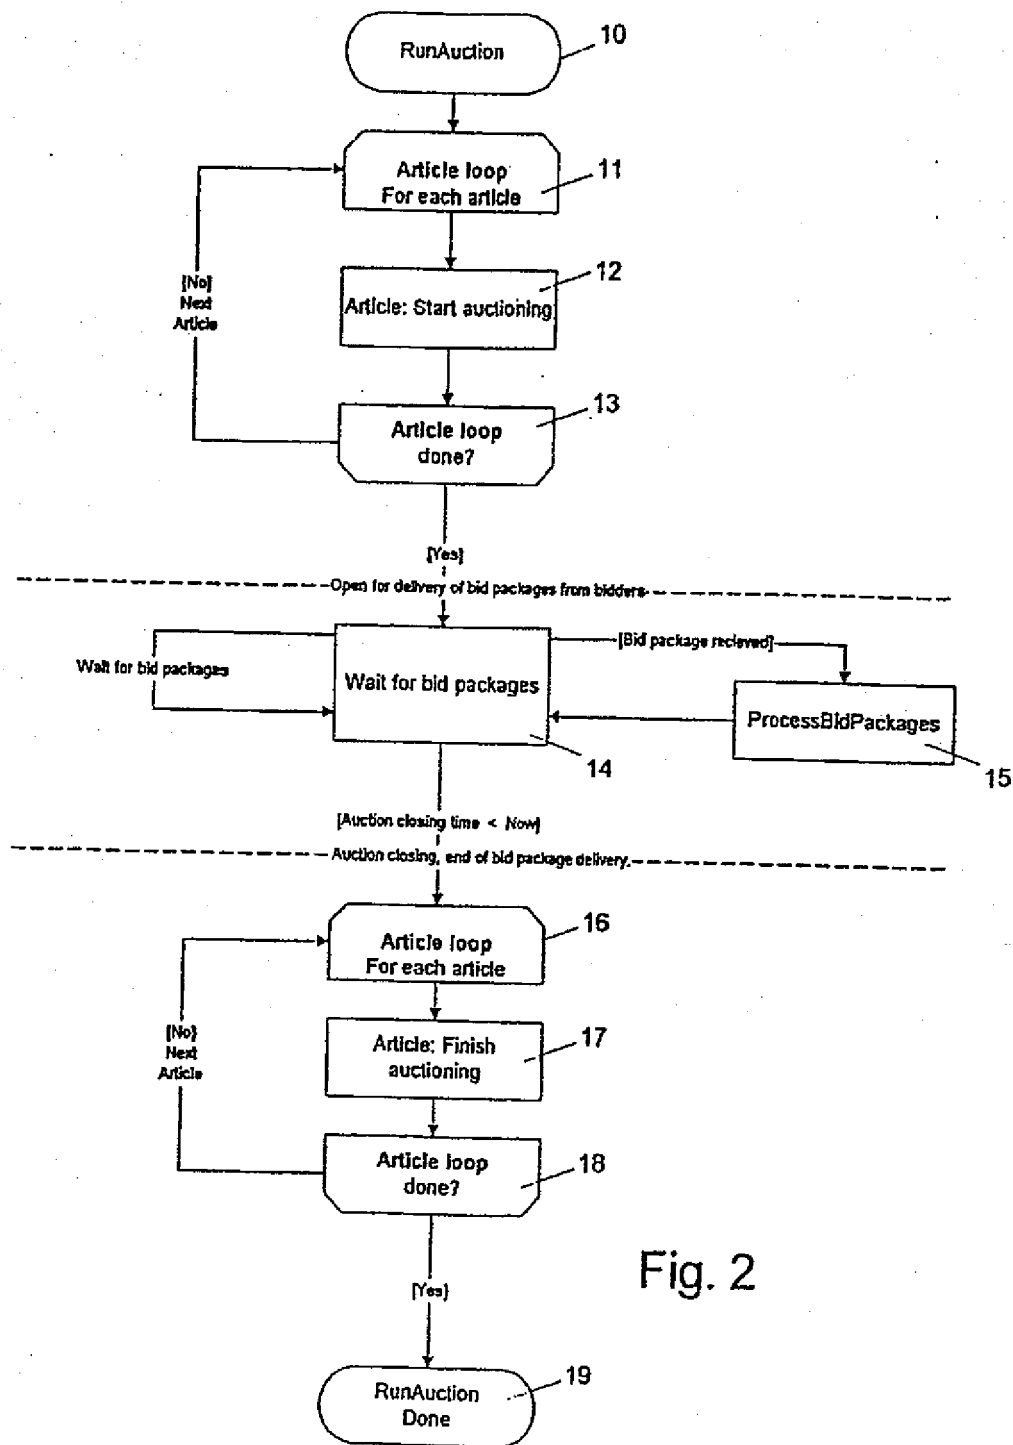 RunAuction
10
Article loop
For each article
11
[No]
Next
Article
Article: Start auctioning
12
Article loop
done?
13
[Yes]
Open for delivery of bid packages from bidders
Wait for bid packages
Wait for bid packages
14
[Bid package recieved]
ProcessBidPackages
15
[Auction closing time < Now]
Auction closing, end of bid package delivery.
Article loop
For each article
16
[No]
Next
Article
Article: Finish
auctioning
17
Article loop
done?
18
[Yes]
Fig. 2
RunAuction
Done
19